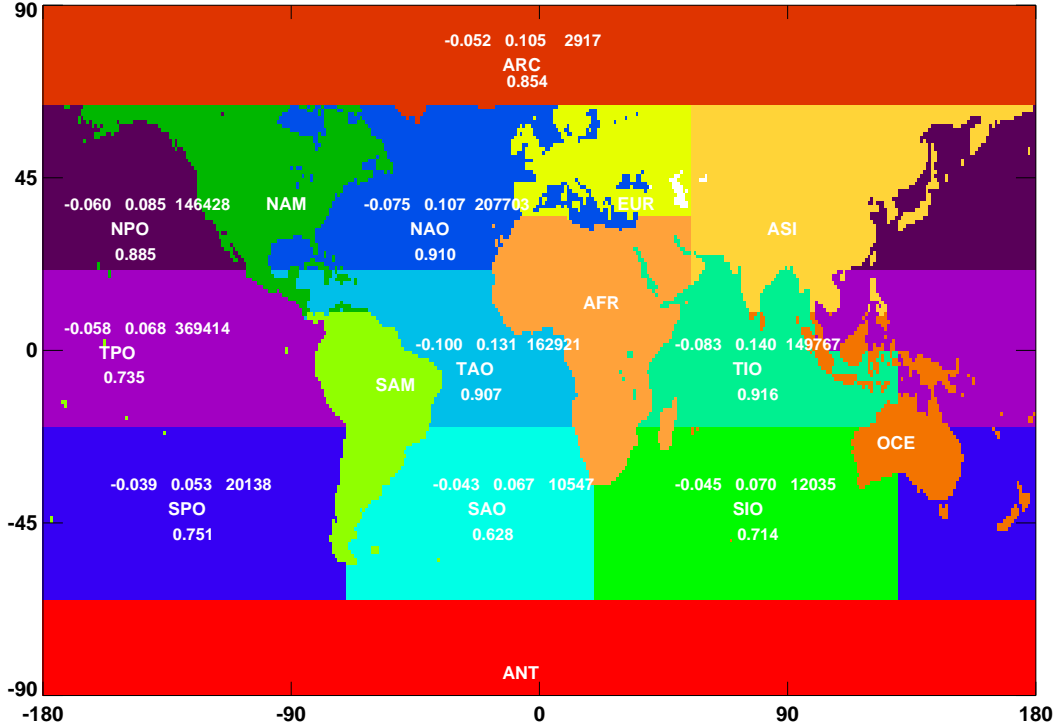 90
-0.052 0.105 2917
ARC
0.854
45
-0.060 0.085 146428
NAM
-0.075 0.107 207703
EUR
NPO
NAO
ASI
0.885
0.910
AFR
-0.058 0.068 369414
-0.100 0.131 162921
-0.083 0.140 149767
0
TPO
TAO
TIO
0.735
SAM
0.907
0.916
OCE
-0.039 0.053 20138
-0.043 0.067 10547
-0.045 0.070 12035
SPO
SAO
SIO
-45
0.751
0.628
0.714
ANT
-90
-180 -90 0 90 180